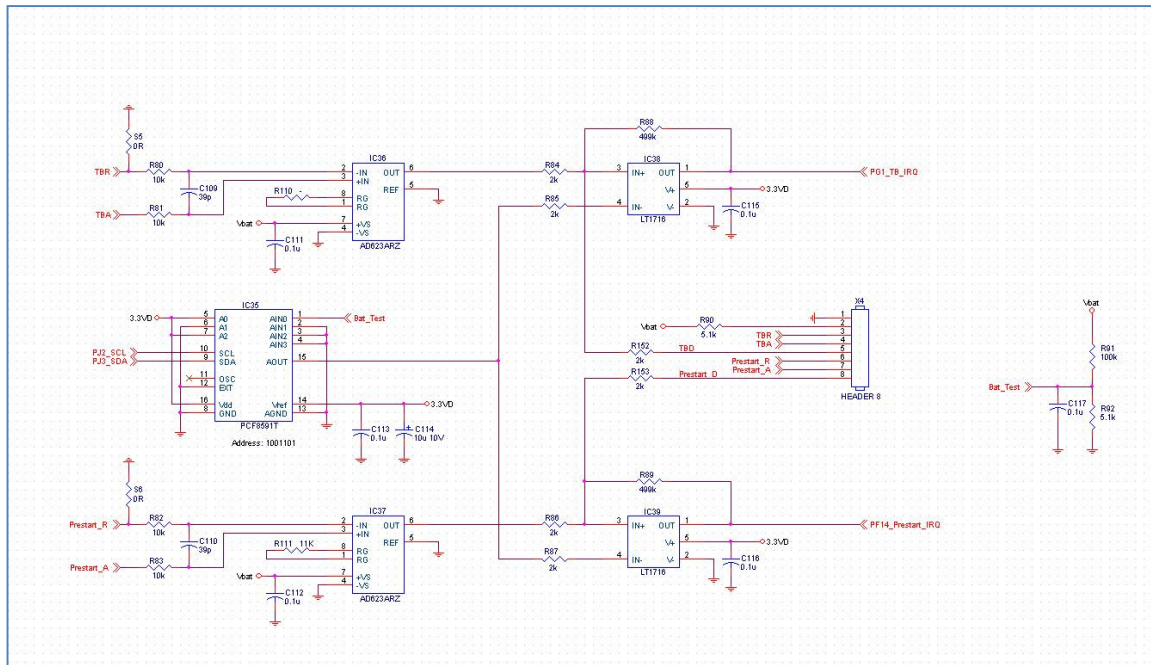 S5
0R
TBR
R80
10k
C109
39p
TBA
R81
10k
IC36
2 -IN OUT 6
3 +IN
REF 5
R110 -
8 RG
1 RG
Vbat
7 +VS
4 -VS
C111
0.1u
AD623ARZ
R84
2k
R85
2k
R88
499k
IC38
3 IN+ OUT 1
V+ 5
4 IN- V- 2
LT1716
PG1_TB_IRQ
3.3VD
C115
0.1u
IC35
3.3VD
5 A0 AIN0 1
6 A1 AIN1 2
7 A2 AIN2 3
AIN3 4
Bat_Test
PJ2_SCL
10 SCL
PJ3_SDA
9 SDA AOUT 15
11 OSC
12 EXT
16 Vdd Vref 14
8 GND AGND 13
3.3VD
PCF8591T
Address: 1001101
C113
0.1u
C114
10u 10V
X4
Vbat
R90
5.1k
TBR
TBA
R152
2k
TBD
Prestart_R
Prestart_A
R153
2k
Prestart_D
1
2
3
4
5
6
7
8
HEADER 8
Vbat
R91
100k
Bat_Test
C117
0.1u
R92
5.1k
S6
0R
Prestart_R
R82
10k
C110
39p
Prestart_A
R83
10k
IC37
2 -IN OUT 6
3 +IN
REF 5
R111 11K
8 RG
1 RG
Vbat
7 +VS
4 -VS
C112
0.1u
AD623ARZ
R86
2k
R87
2k
R89
499k
IC39
3 IN+ OUT 1
V+ 5
4 IN- V- 2
LT1716
PF14_Prestart_IRQ
3.3VD
C116
0.1u